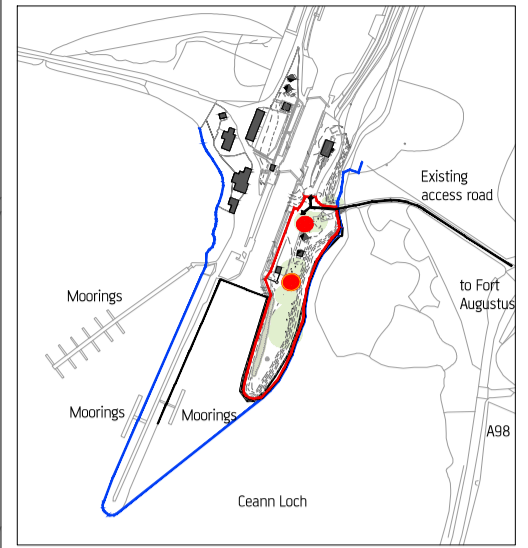 Existing
access road
to Fort
Augustus
Moorings
Moorings
Moorings
A98
Ceann Loch